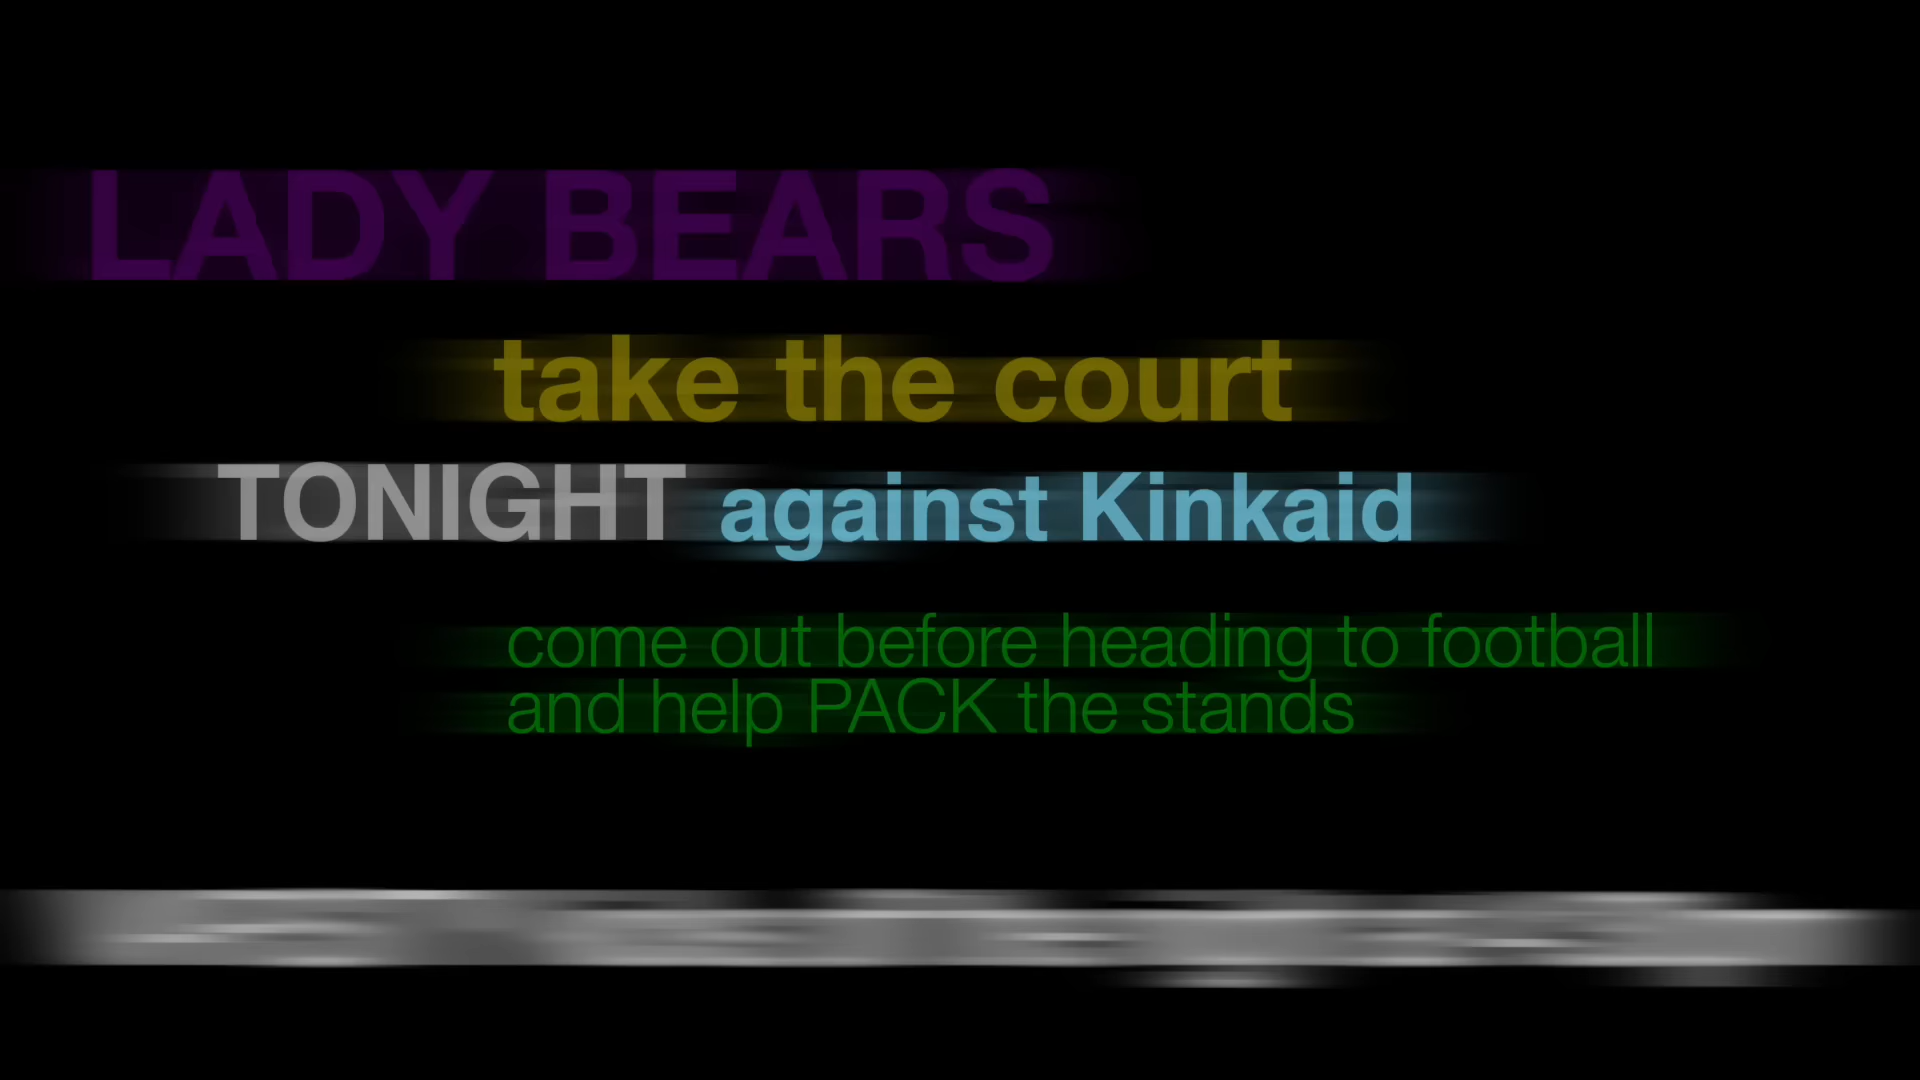 LADY BEARS
take the court
TONIGHT against Kinkaid
come out before heading to football
and help PACK the stands